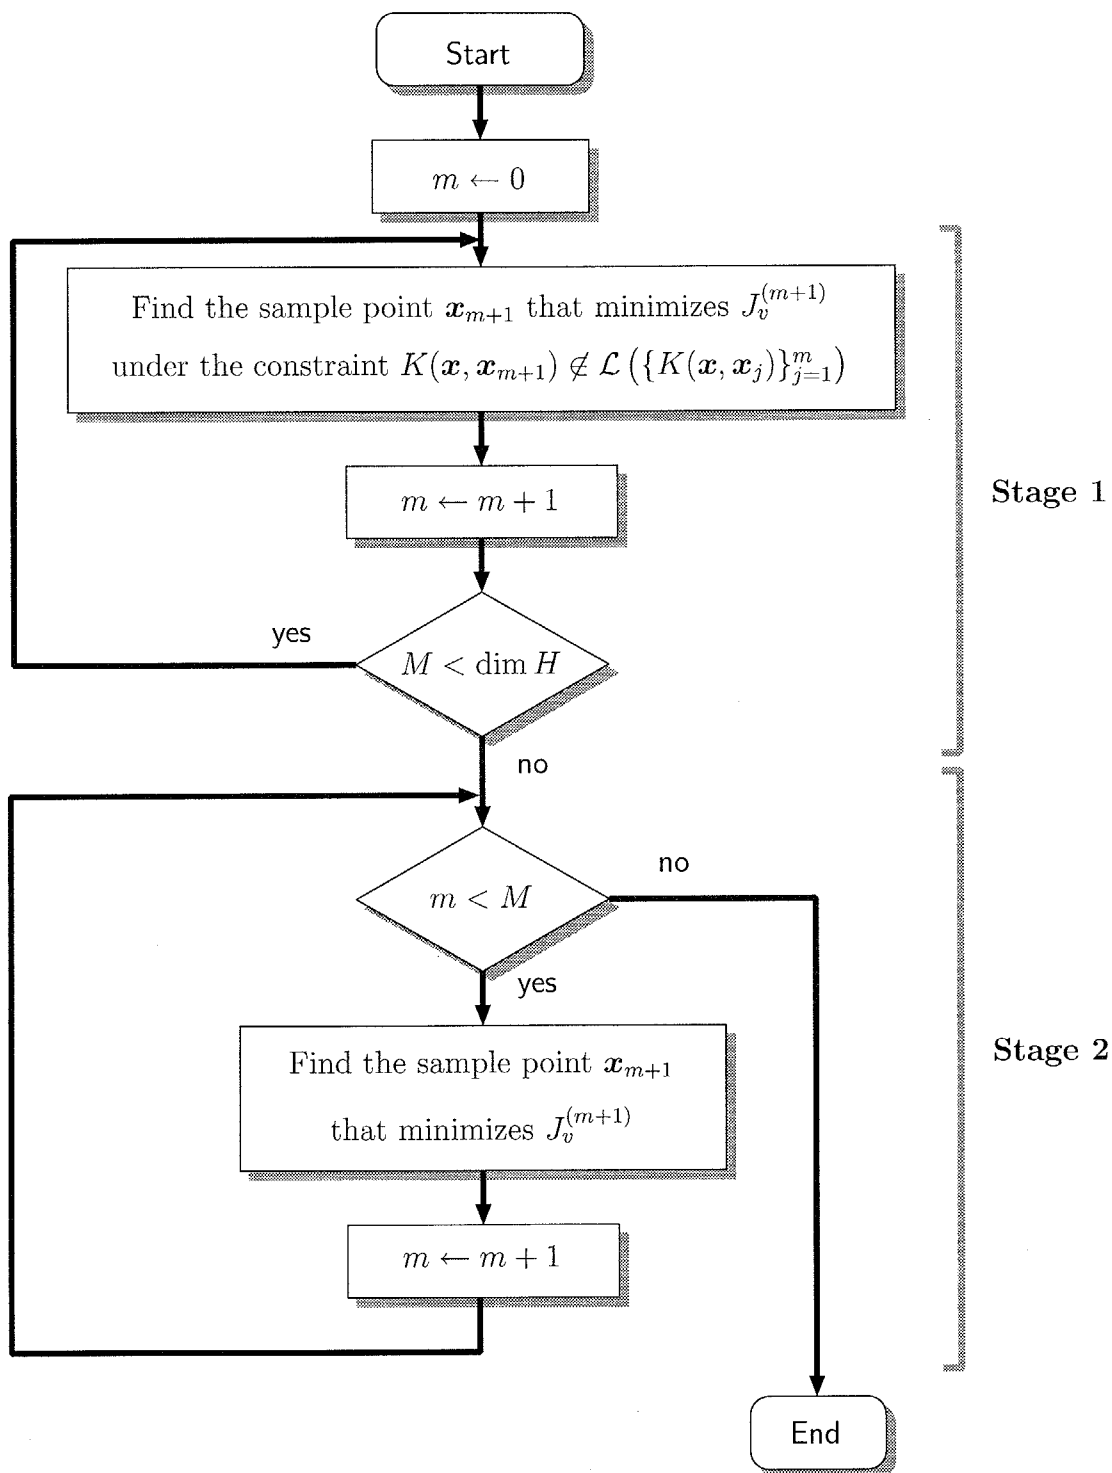 Start
m ← 0
Find the sample point x_{m+1} that minimizes J_v^{(m+1)}
under the constraint K(x, x_{m+1}) ∉ ℒ({K(x, x_j)}_{j=1}^m)
m ← m + 1
Stage 1
yes
M < dim H
no
m < M
no
yes
Find the sample point x_{m+1}
that minimizes J_v^{(m+1)}
Stage 2
m ← m + 1
End